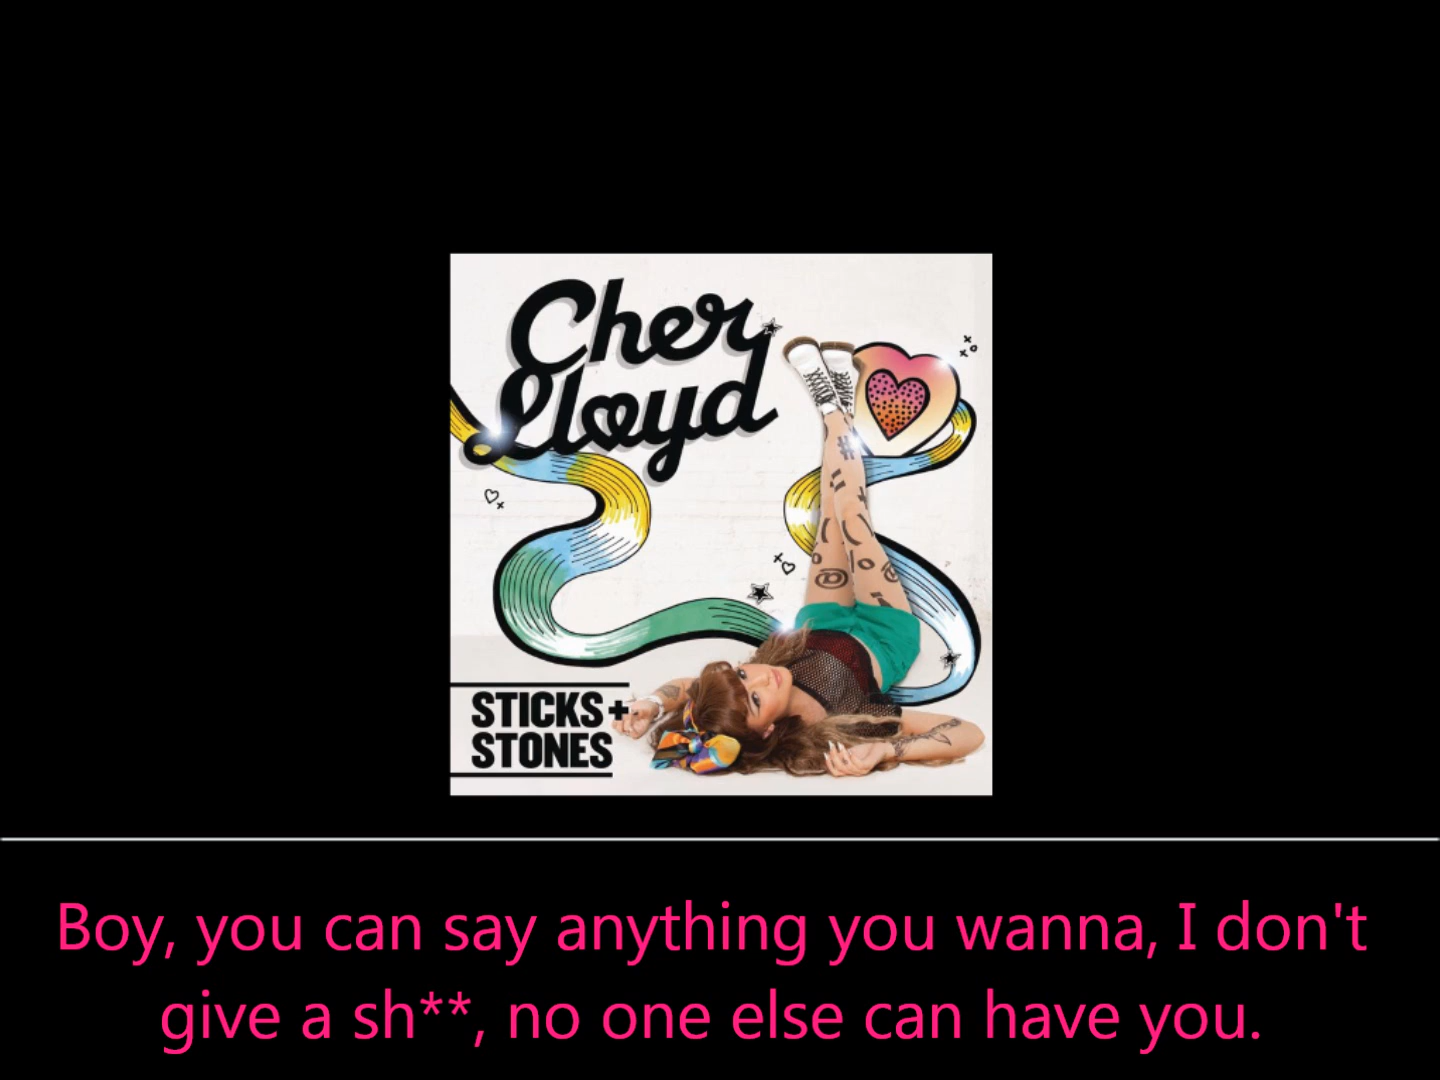 Cher
Lloyd
STICKS+
STONES
Boy, you can say anything you wanna, I don't
give a sh**, no one else can have you.